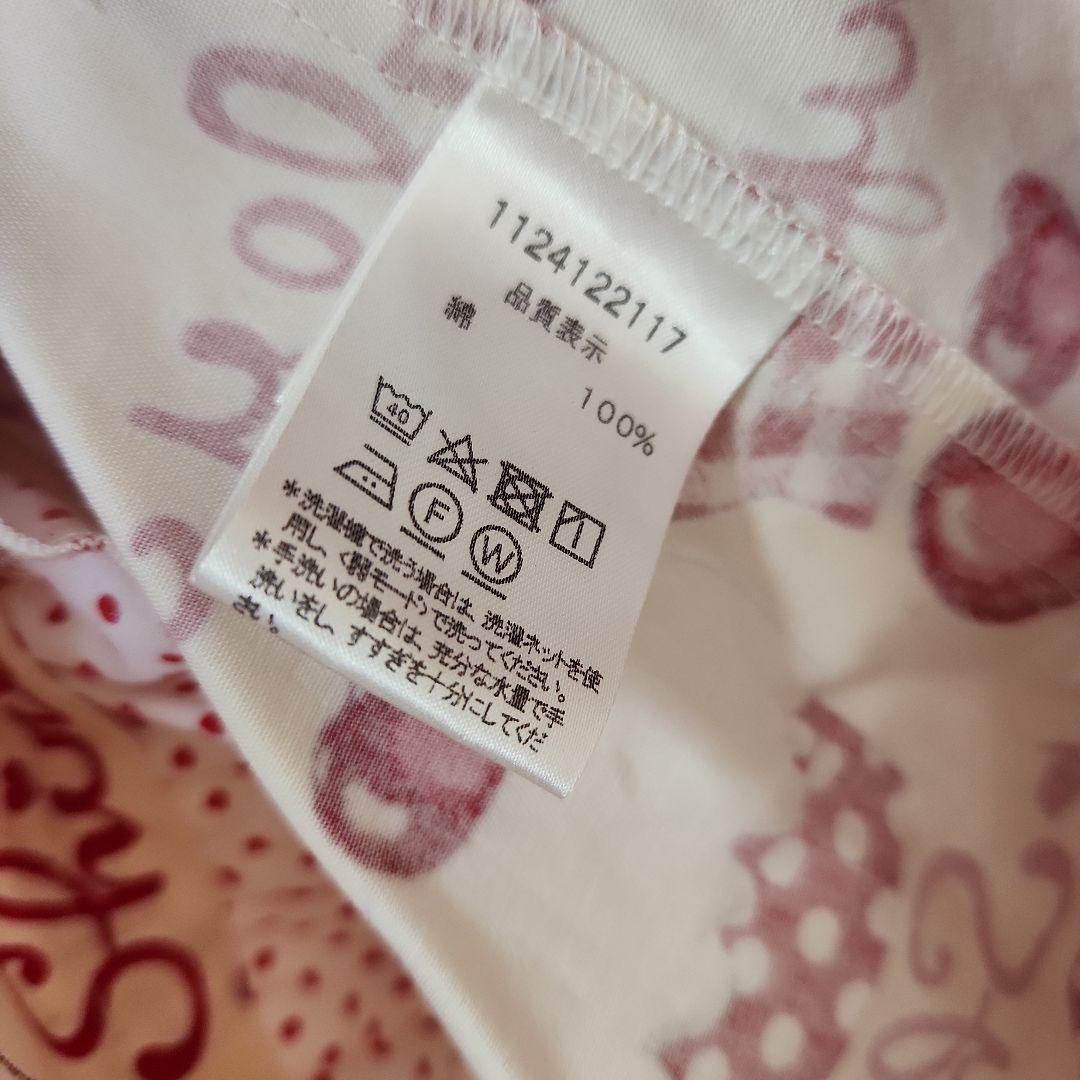 1124122117
品質表示
綿 100%
40
F W
*洗濯機で洗う場合は、洗濯ネットを使
用し、〈弱モード〉で洗ってください。
*手洗いの場合は、充分な水量で手
洗いをし、すすぎを十分にしてくだ
さい。